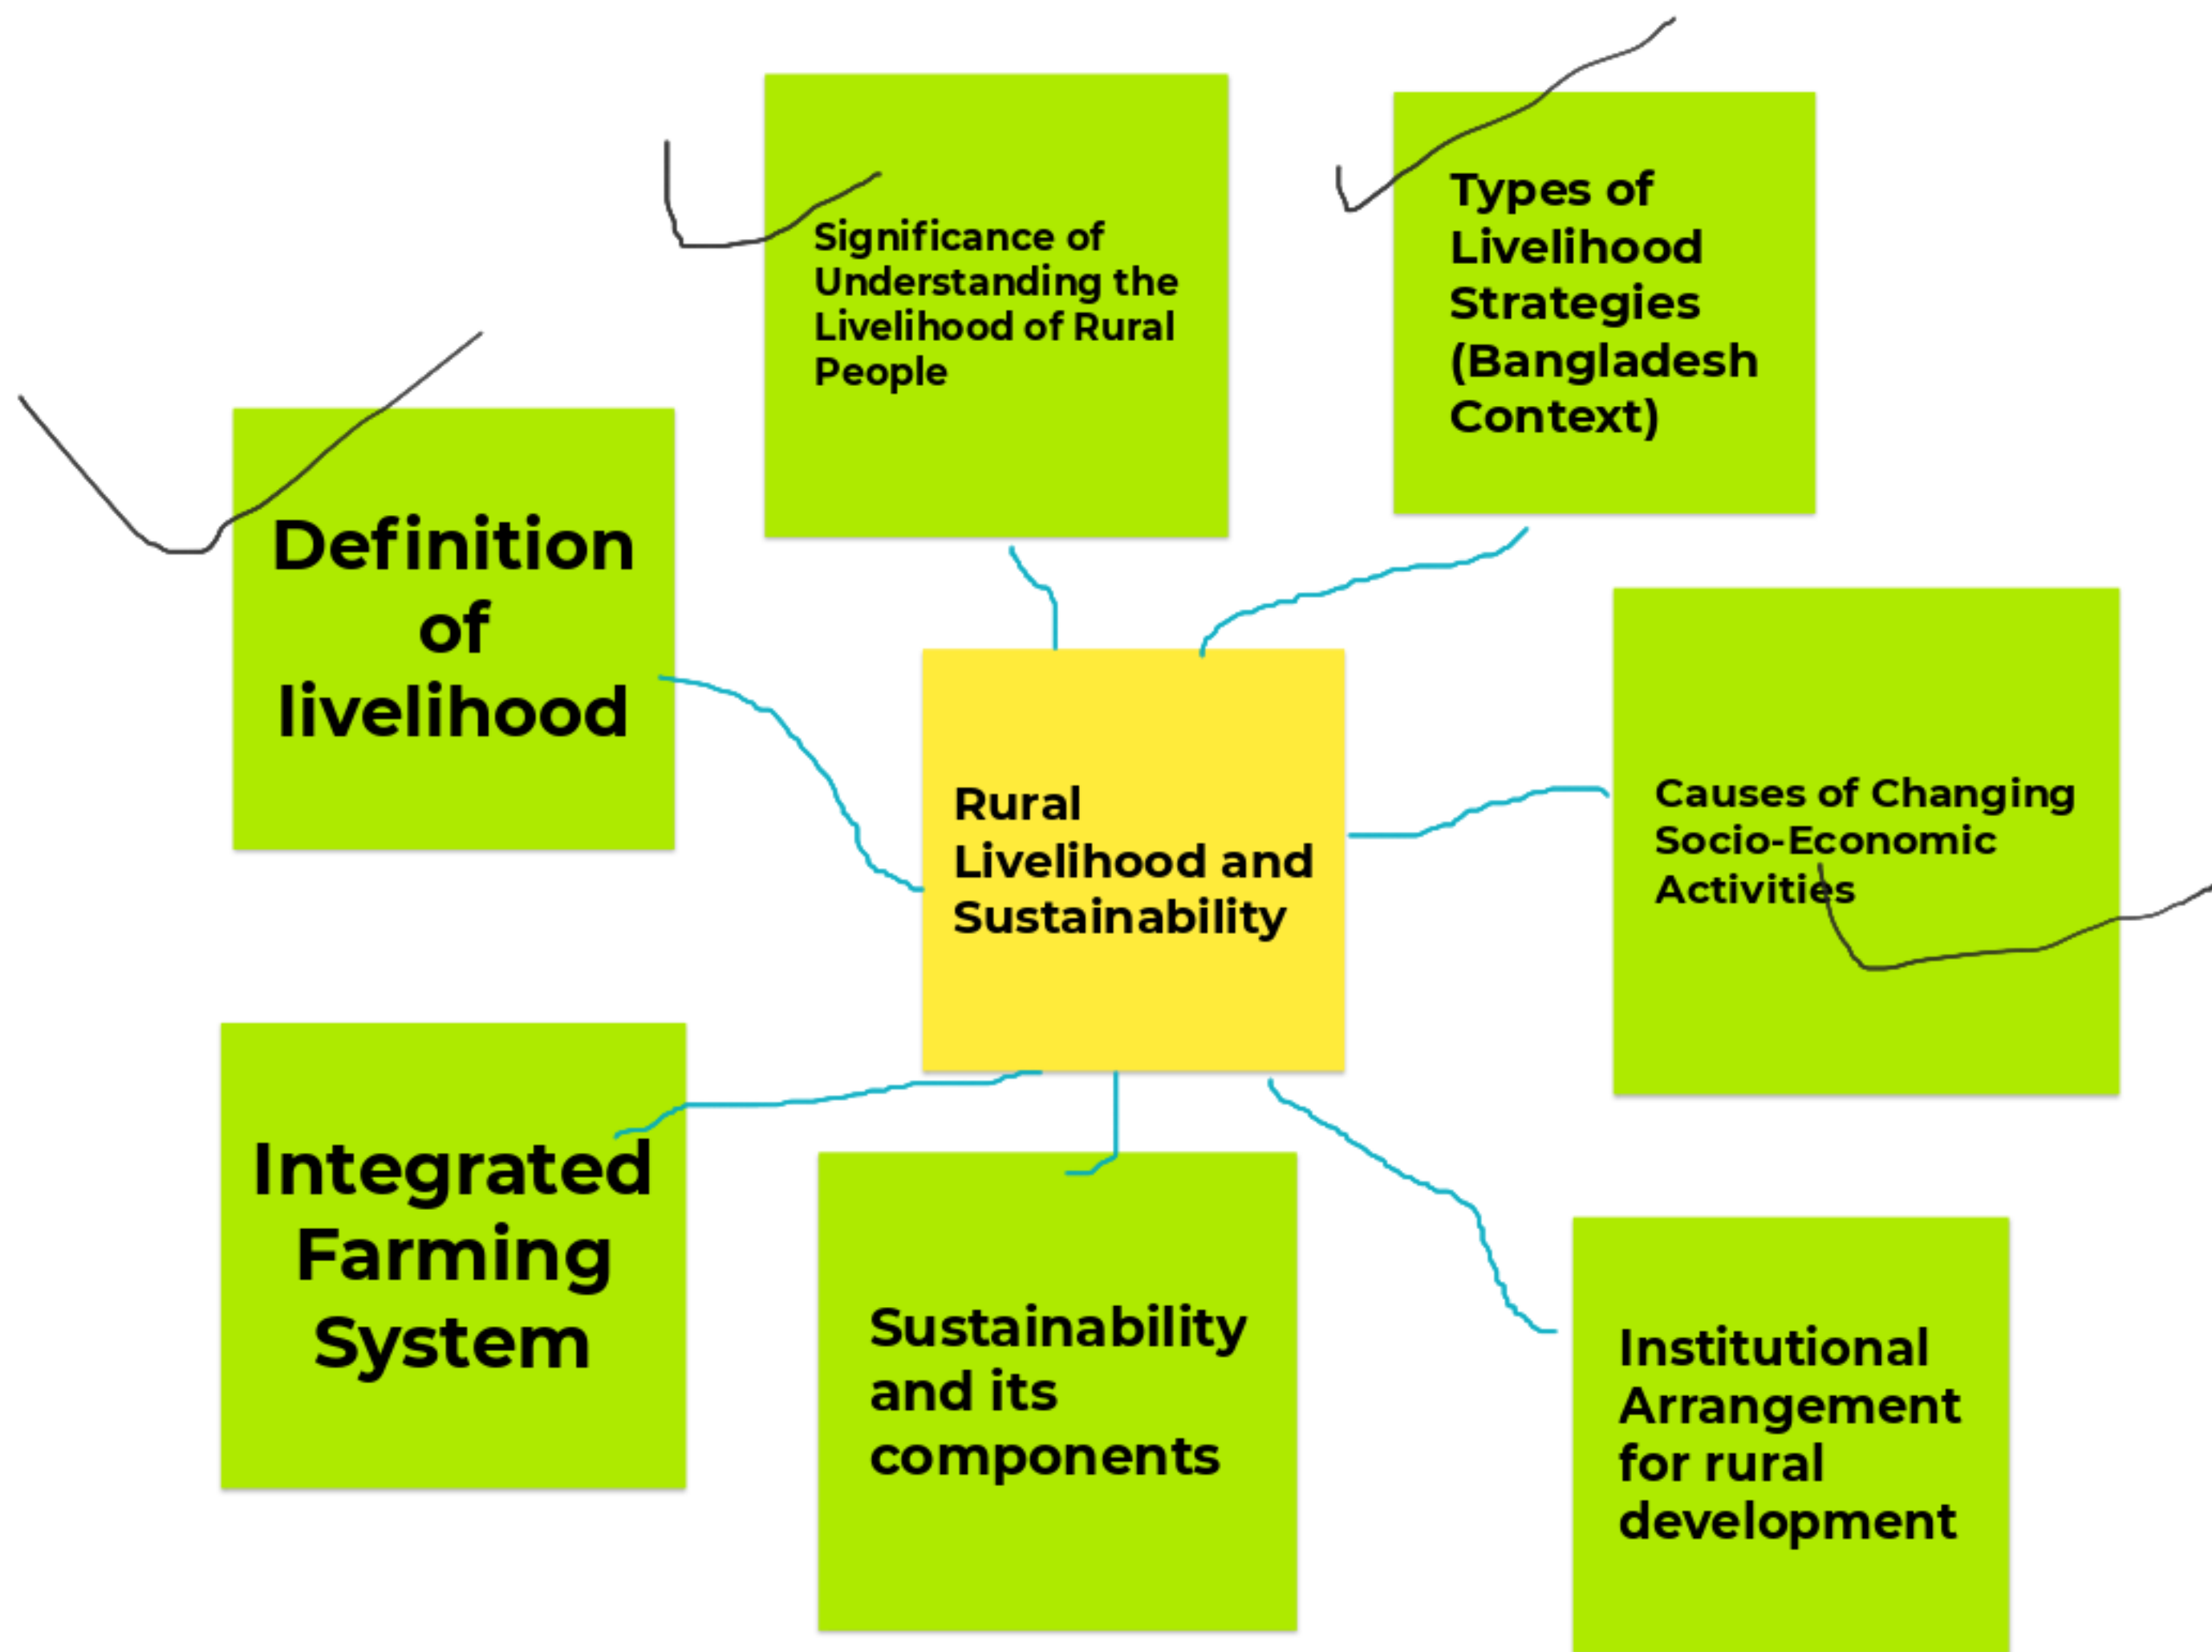 Significance of
Understanding the
Livelihood of Rural
People
Types of
Livelihood
Strategies
(Bangladesh
Context)
Definition
of
livelihood
Rural
Livelihood and
Sustainability
Causes of Changing
Socio-Economic
Activities
Integrated
Farming
System
Sustainability
and its
components
Institutional
Arrangement
for rural
development